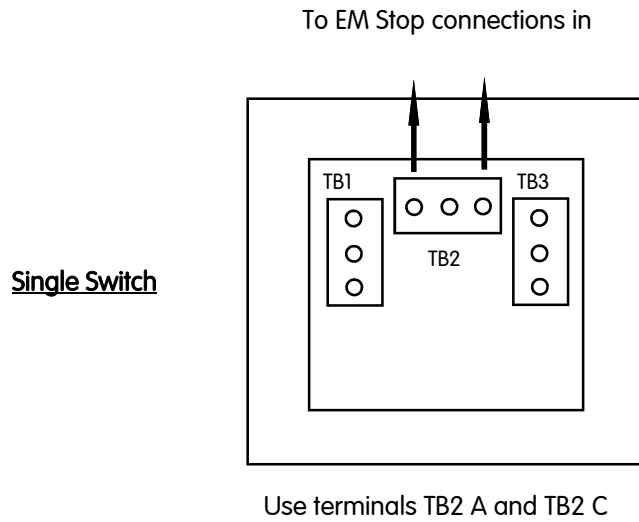 To EM Stop connections in
TB1
TB3
TB2
Single Switch
Use terminals TB2 A and TB2 C